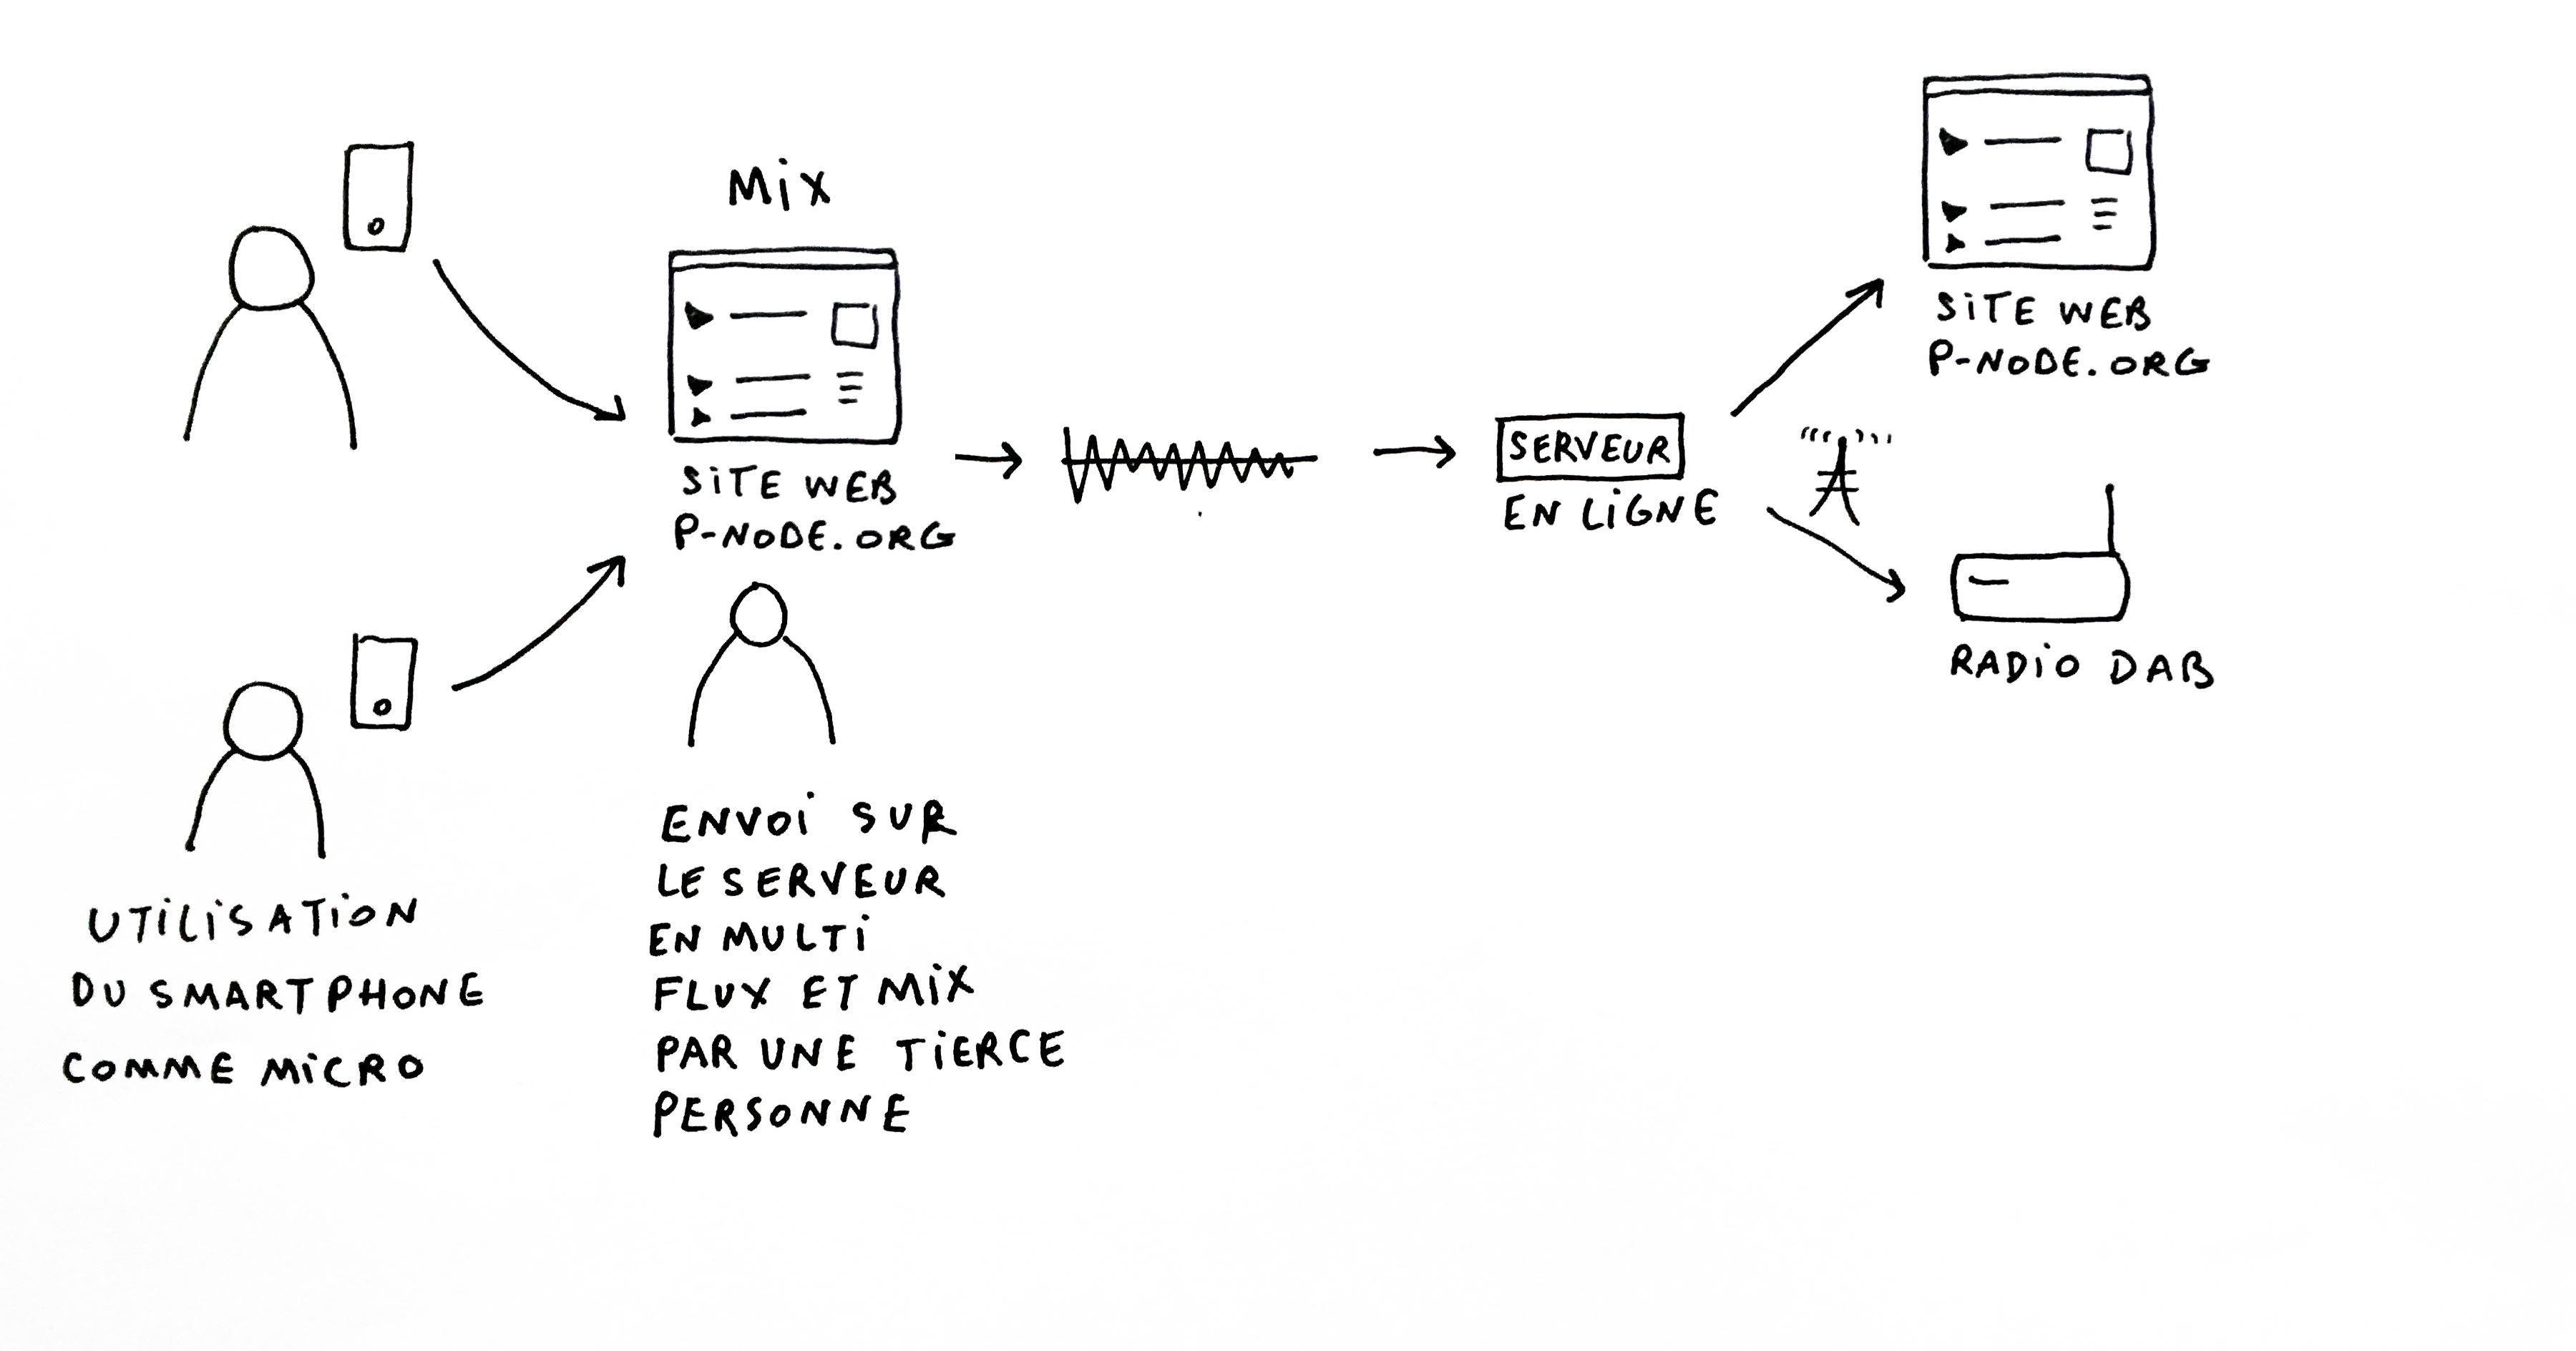 MiX
SiTE WEB
P-NODE.ORG
UTiLiSATiON
DU SMARTPHONE
COMME MiCRO
ENVOi SUR
LE SERVEUR
EN MULTi
FLUX ET MiX
PAR UNE TiERCE
PERSONNE
SERVEUR
EN LiGNE
SiTE WEB
P-NODE.ORG
RADiO DAB